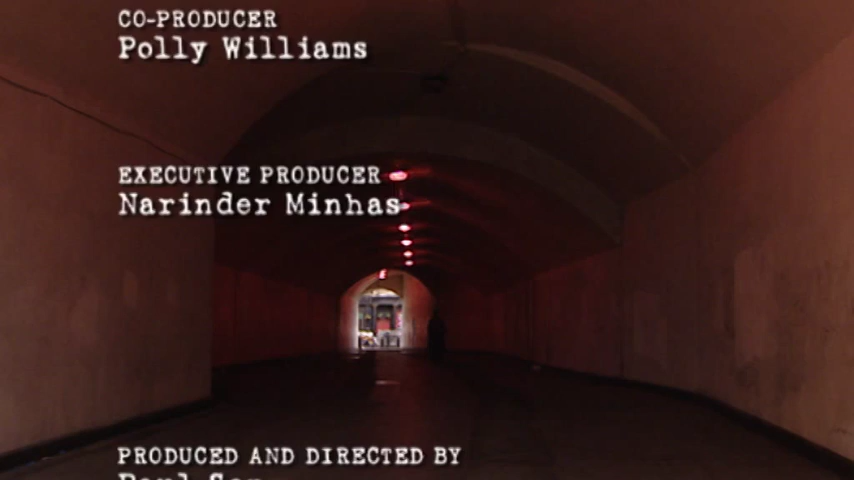 CO-PRODUCER
Polly Williams
EXECUTIVE PRODUCER
Narinder Minhas
PRODUCED AND DIRECTED BY